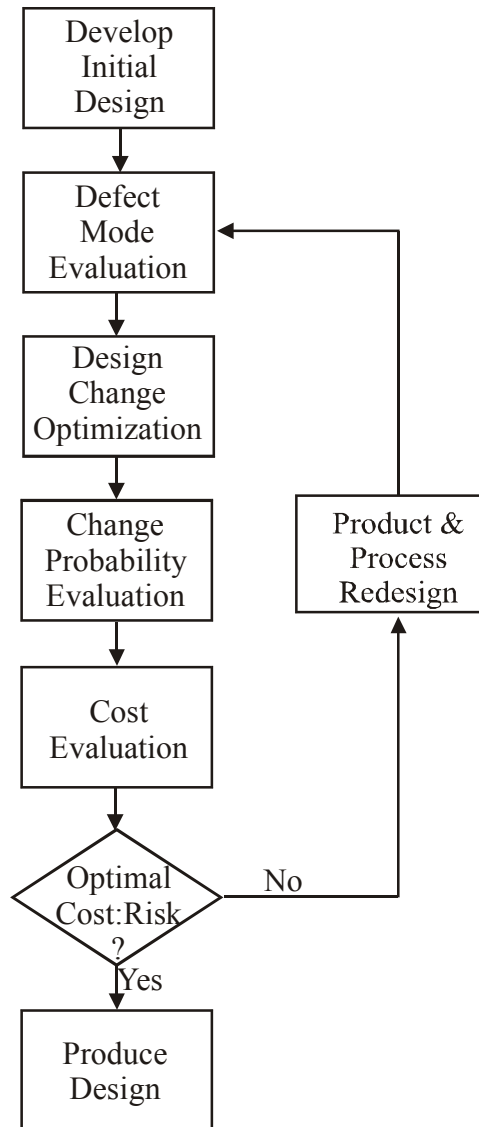 Develop
Initial
Design
Defect
Mode
Evaluation
Design
Change
Optimization
Change
Probability
Evaluation
Product &
Process
Redesign
Cost
Evaluation
Optimal
Cost:Risk
?
No
Yes
Produce
Design